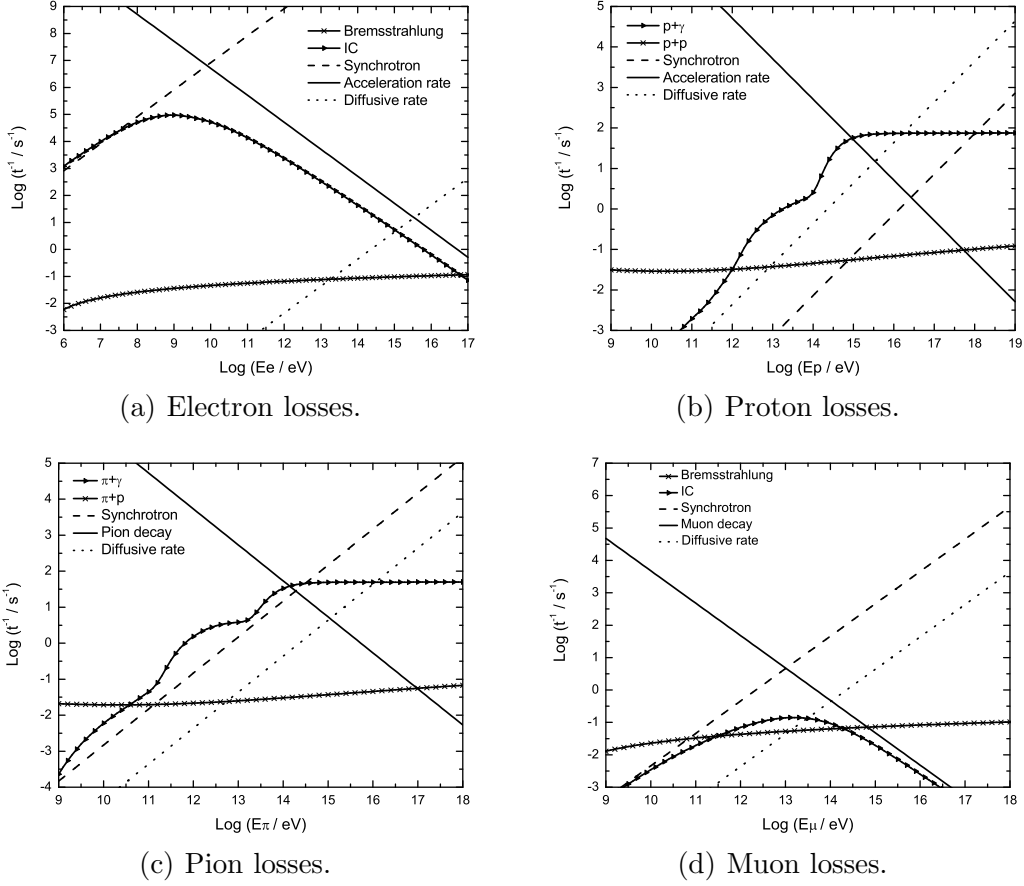 Bremsstrahlung
IC
Synchrotron
Acceleration rate
Diffusive rate
Log (t⁻¹ / s⁻¹)
9
8
7
6
5
4
3
2
1
0
-1
-2
-3
6 7 8 9 10 11 12 13 14 15 16 17
Log (Ee / eV)
(a) Electron losses.
p+γ
p+p
Synchrotron
Acceleration rate
Diffusive rate
Log (t⁻¹ / s⁻¹)
5
4
3
2
1
0
-1
-2
-3
9 10 11 12 13 14 15 16 17 18 19
Log (Ep / eV)
(b) Proton losses.
π+γ
π+p
Synchrotron
Pion decay
Diffusive rate
Log (t⁻¹ / s⁻¹)
5
4
3
2
1
0
-1
-2
-3
-4
9 10 11 12 13 14 15 16 17 18
Log (Eπ / eV)
(c) Pion losses.
Bremsstrahlung
IC
Synchrotron
Muon decay
Diffusive rate
Log (t⁻¹ / s⁻¹)
7
6
5
4
3
2
1
0
-1
-2
-3
9 10 11 12 13 14 15 16 17 18
Log (Eμ / eV)
(d) Muon losses.